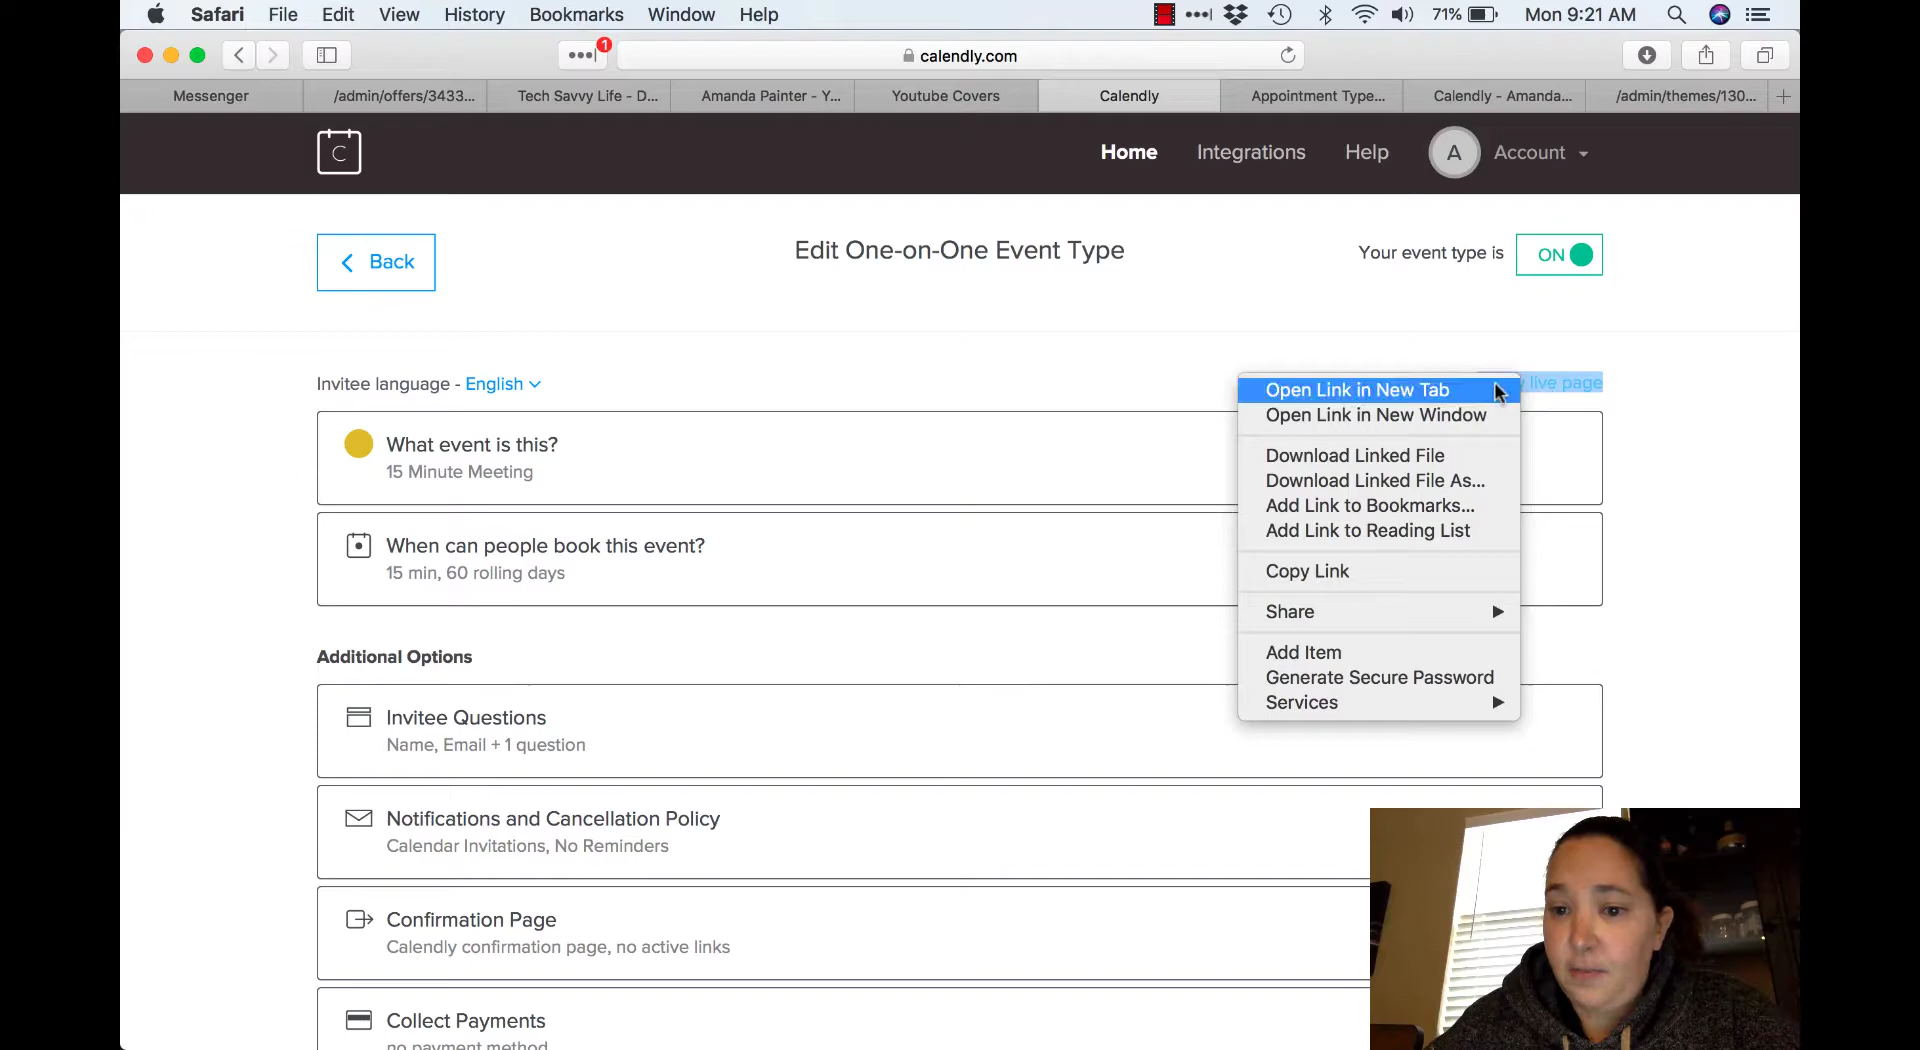 Safari File Edit View History Bookmarks Window Help 71% Mon 9:21 AM
1 calendly.com
Messenger /admin/offers/3433... Tech Savvy Life - D... Amanda Painter - Y... Youtube Covers Calendly Appointment Type... Calendly - Amanda... /admin/themes/130...
C Home Integrations Help A Account
Back Edit One-on-One Event Type Your event type is ON
Invitee language - English live page
What event is this?
15 Minute Meeting
When can people book this event?
15 min, 60 rolling days
Open Link in New Tab
Open Link in New Window
Download Linked File
Download Linked File As...
Add Link to Bookmarks...
Add Link to Reading List
Copy Link
Share
Add Item
Generate Secure Password
Services
Additional Options
Invitee Questions
Name, Email + 1 question
Notifications and Cancellation Policy
Calendar Invitations, No Reminders
Confirmation Page
Calendly confirmation page, no active links
Collect Payments
no payment method